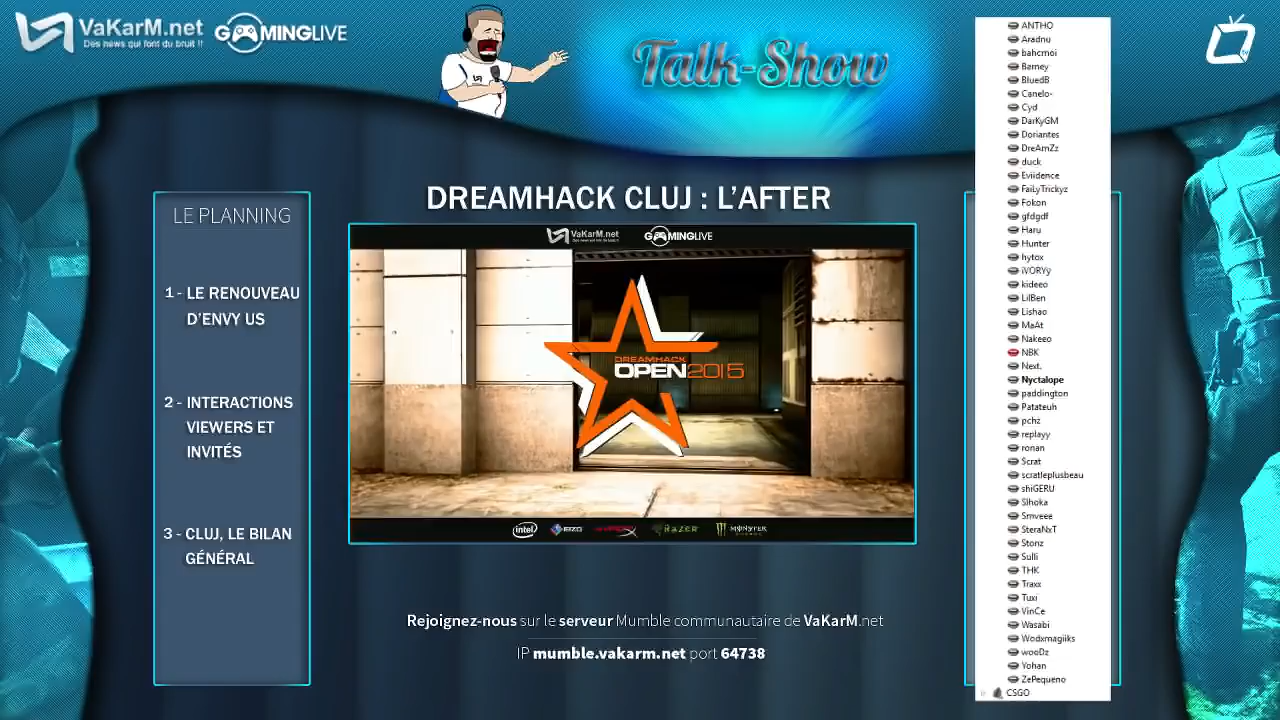 VaKarM.net
Des news qui font du bruit !!
GAMINGLIVE
Talk-Show
LE PLANNING
1 - LE RENOUVEAU
D'ENVY US
2 - INTERACTIONS
VIEWERS ET
INVITÉS
3 - CLUJ, LE BILAN
GÉNÉRAL
DREAMHACK CLUJ : L'AFTER
VaKarM.net
GAMINGLIVE
DREAMHACK
OPEN2015
intel
RAZER
MONSTER
Rejoignez-nous sur le serveur Mumble communautaire de VaKarM.net
IP mumble.vakarm.net port 64738
ANTHO
Aradnu
bahcmoi
Barney
BluedB
Canelo-
Cyd
DarKyGM
Doriantes
DreAmZz
duck
Eviidence
FaiLyTrickyz
Fokon
gfdgdf
Haru
Hunter
hytox
iVORYy
kideeo
LilBen
Lishao
MaAt
Nakeeo
NBK
Next.
Nyctalope
paddington
Patateuh
pchz
replayy
ronan
Scrat
scratleplusbeau
shiGERU
Slhoka
Smveee
SteraNxT
Stonz
Sulli
THK
Traxx
Tuxi
VinCe
Wasabi
Wodxmagiiks
wooDz
Yohan
ZePequeno
CSGO